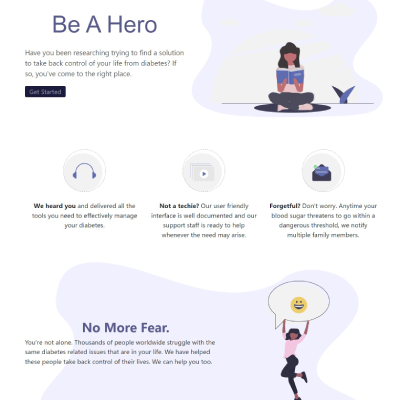 Be A Hero
Have you been researching trying to find a solution
to take back control of your life from diabetes? If
so, you've come to the right place.
Get Started
We heard you and delivered all the
tools you need to effectively manage
your diabetes.
Not a techie? Our user friendly
interface is well documented and our
support staff is ready to help
whenever the need may arise.
Forgetful? Don't worry. Anytime your
blood sugar threatens to go within a
dangerous threshold, we notify
multiple family members.
No More Fear.
You're not alone. Thousands of people worldwide struggle with the
same diabetes related issues that are in your life. We have helped
these people take back control of their lives. We can help you too.